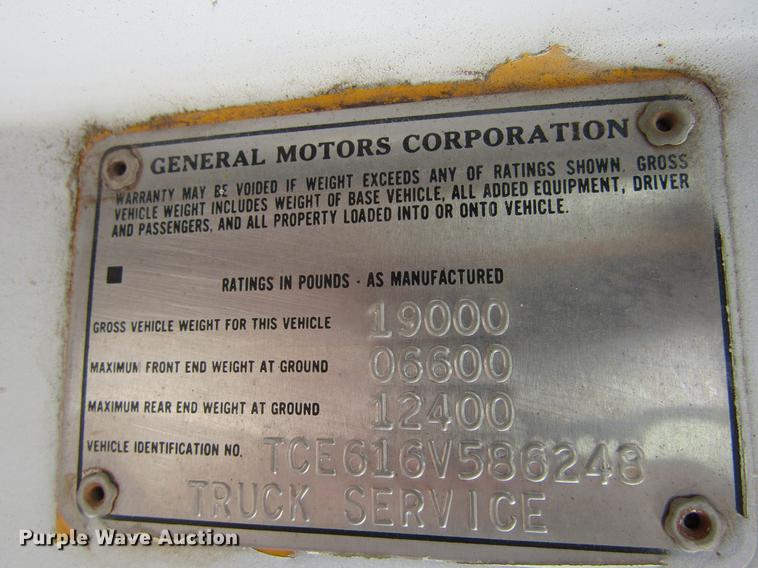 GENERAL MOTORS CORPORATION
WARRANTY MAY BE VOIDED IF WEIGHT EXCEEDS ANY OF RATINGS SHOWN. GROSS
VEHICLE WEIGHT INCLUDES WEIGHT OF BASE VEHICLE, ALL ADDED EQUIPMENT, DRIVER
AND PASSENGERS, AND ALL PROPERTY LOADED INTO OR ONTO VEHICLE.
RATINGS IN POUNDS - AS MANUFACTURED
GROSS VEHICLE WEIGHT FOR THIS VEHICLE 19000
MAXIMUM FRONT END WEIGHT AT GROUND 06600
MAXIMUM REAR END WEIGHT AT GROUND 12400
VEHICLE IDENTIFICATION NO. TCE616V586248
TRUCK SERVICE
Purple Wave Auction